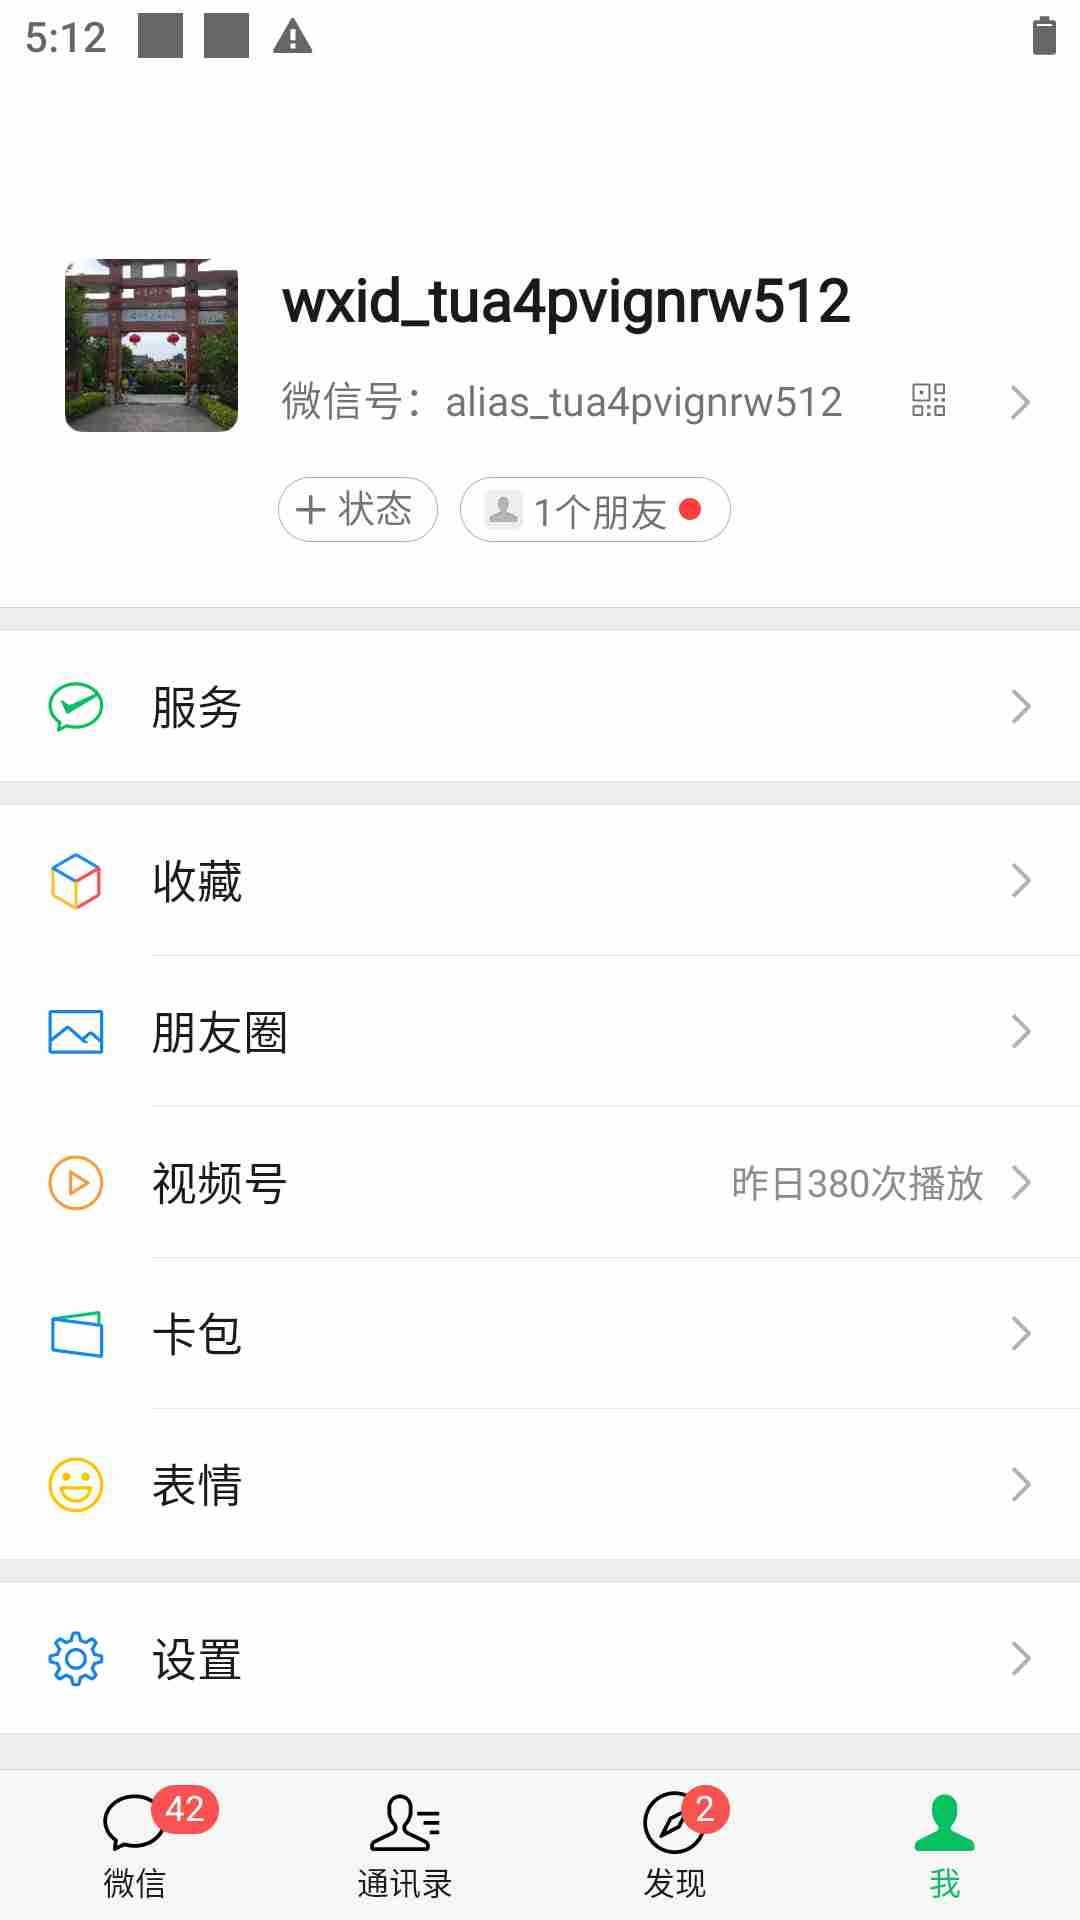 5:12
wxid_tua4pvignrw512
微信号：alias_tua4pvignrw512
状态
1个朋友
服务
收藏
朋友圈
视频号 昨日380次播放
卡包
表情
设置
42 2
微信 通讯录 发现 我